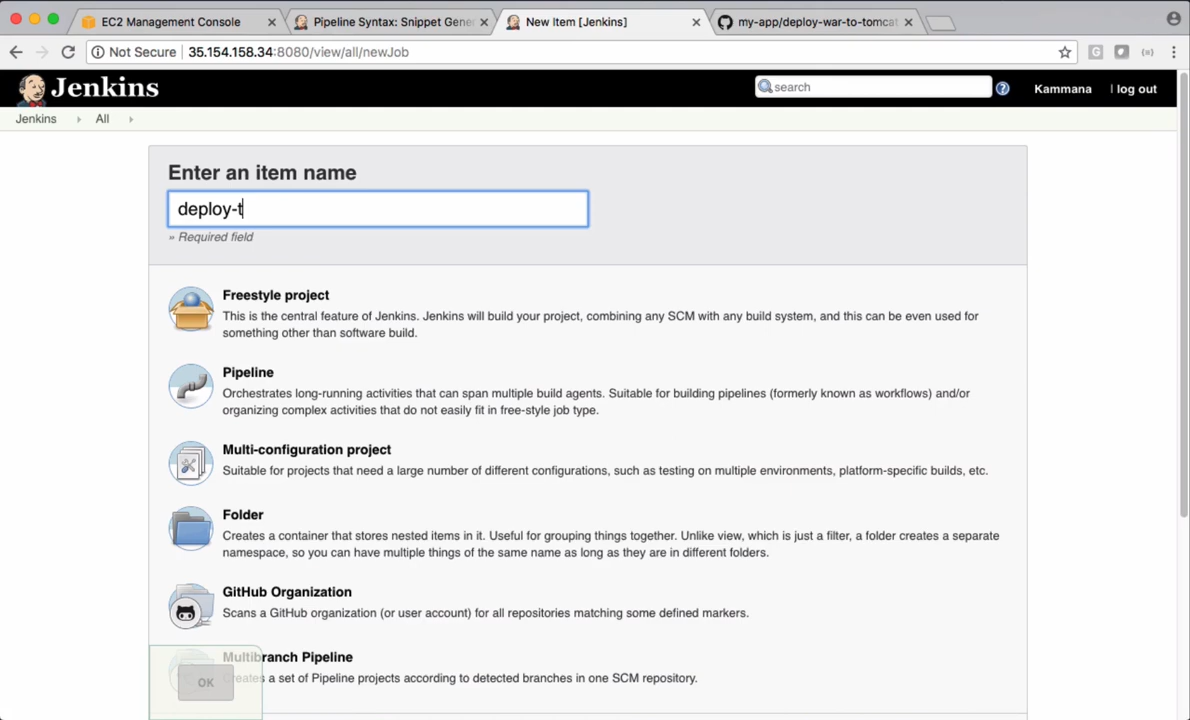 EC2 Management Console
Pipeline Syntax: Snippet Gene
New Item [Jenkins]
my-app/deploy-war-to-tomcat
Not Secure
35.154.158.34:8080/view/all/newJob
Jenkins
search
Kammana
| log out
Jenkins
All
Enter an item name
deploy-t
» Required field
Freestyle project
This is the central feature of Jenkins. Jenkins will build your project, combining any SCM with any build system, and this can be even used for
something other than software build.
Pipeline
Orchestrates long-running activities that can span multiple build agents. Suitable for building pipelines (formerly known as workflows) and/or
organizing complex activities that do not easily fit in free-style job type.
Multi-configuration project
Suitable for projects that need a large number of different configurations, such as testing on multiple environments, platform-specific builds, etc.
Folder
Creates a container that stores nested items in it. Useful for grouping things together. Unlike view, which is just a filter, a folder creates a separate
namespace, so you can have multiple things of the same name as long as they are in different folders.
GitHub Organization
Scans a GitHub organization (or user account) for all repositories matching some defined markers.
Multibranch Pipeline
Creates a set of Pipeline projects according to detected branches in one SCM repository.
OK